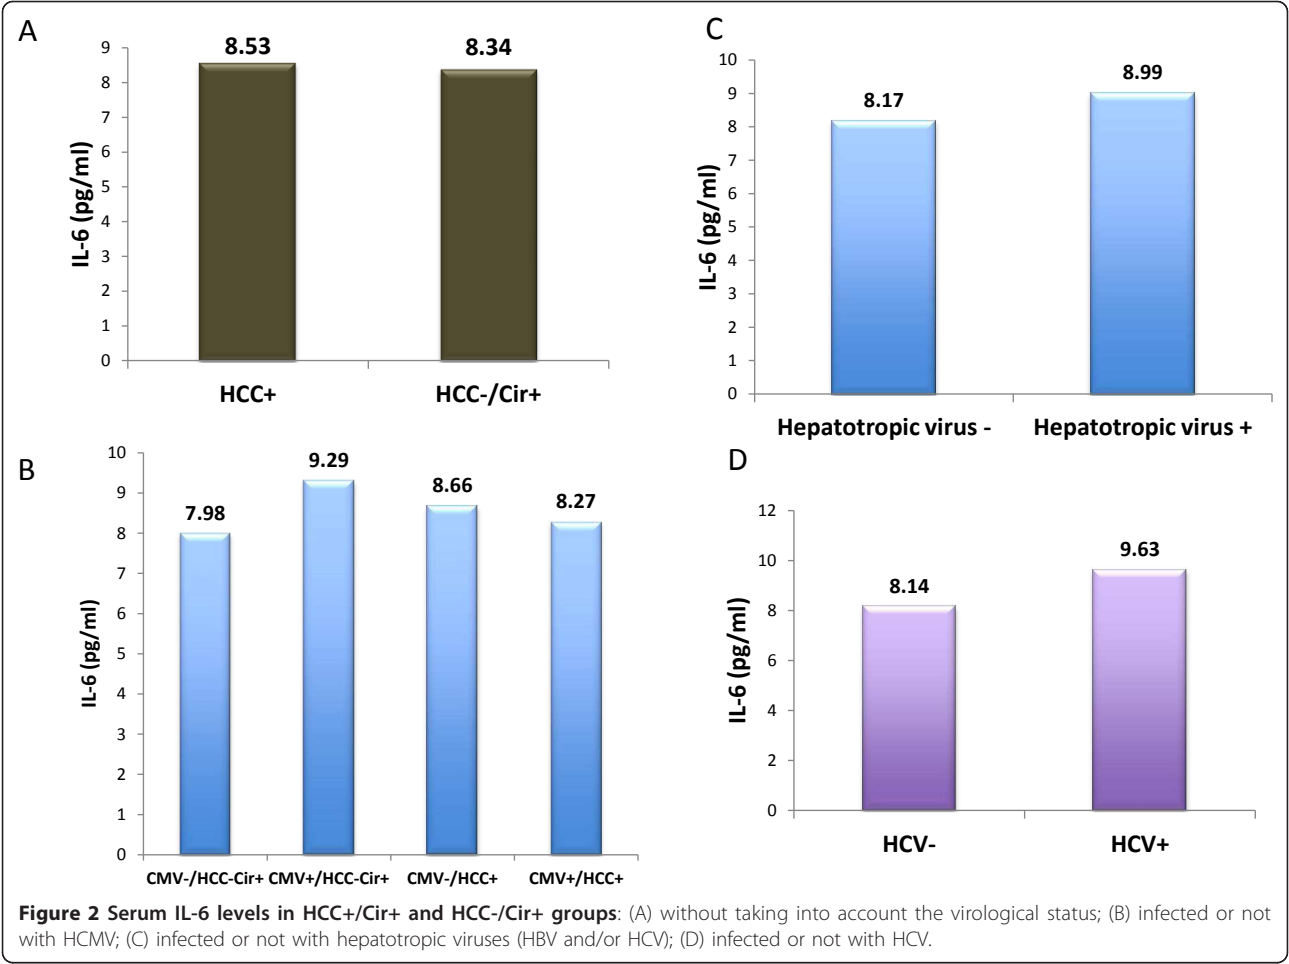 A
8.53
8.34
9
8
7
6
5
4
3
2
1
0
IL-6 (pg/ml)
HCC+
HCC-/Cir+
C
8.17
8.99
10
9
8
7
6
5
4
3
2
1
0
IL-6 (pg/ml)
Hepatotropic virus -
Hepatotropic virus +
B
7.98
9.29
8.66
8.27
10
9
8
7
6
5
4
3
2
1
0
IL-6 (pg/ml)
CMV-/HCC-Cir+
CMV+/HCC-Cir+
CMV-/HCC+
CMV+/HCC+
D
8.14
9.63
12
10
8
6
4
2
0
IL-6 (pg/ml)
HCV-
HCV+
Figure 2 Serum IL-6 levels in HCC+/Cir+ and HCC-/Cir+ groups: (A) without taking into account the virological status; (B) infected or not
with HCMV; (C) infected or not with hepatotropic viruses (HBV and/or HCV); (D) infected or not with HCV.